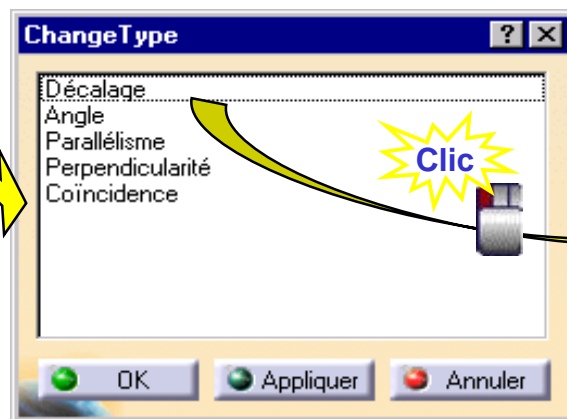 ChangeType
Décalage
Angle
Parallélisme
Perpendicularité
Coïncidence
Clic
OK
Appliquer
Annuler